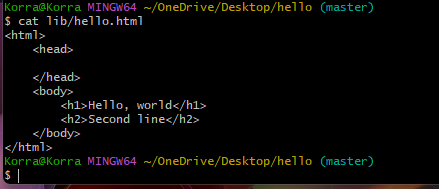 Korra@Korra MINGW64 ~/OneDrive/Desktop/hello (master)
$ cat lib/hello.html
<html>
    <head>

    </head>
    <body>
        <h1>Hello, world</h1>
        <h2>Second line</h2>
    </body>
</html>
Korra@Korra MINGW64 ~/OneDrive/Desktop/hello (master)
$